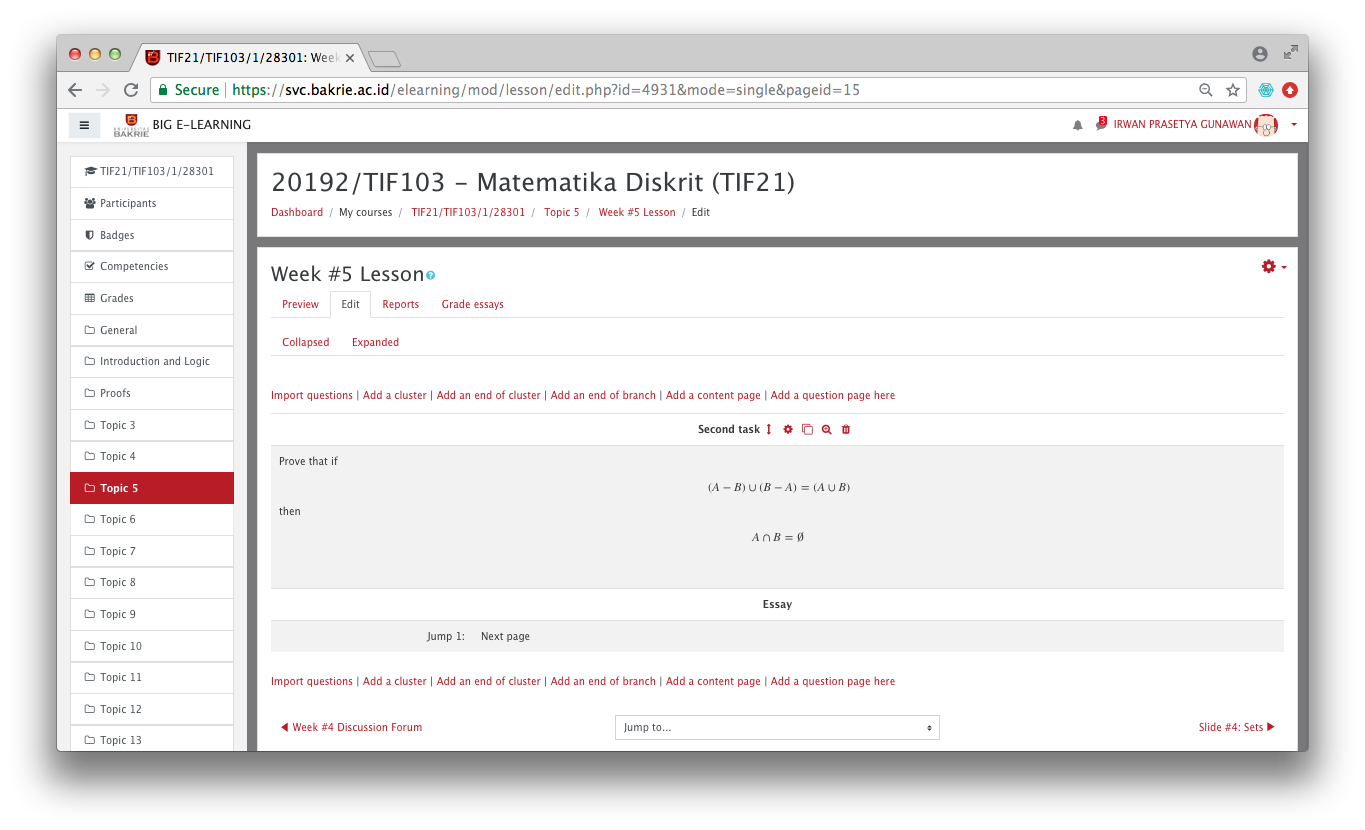 TIF21/TIF103/1/28301: Week
Secure https://svc.bakrie.ac.id/elearning/mod/lesson/edit.php?id=4931&mode=single&pageid=15
UNIVERSITAS BAKRIE BIG E-LEARNING 3 IRWAN PRASETYA GUNAWAN
TIF21/TIF103/1/28301
Participants
Badges
Competencies
Grades
General
Introduction and Logic
Proofs
Topic 3
Topic 4
Topic 5
Topic 6
Topic 7
Topic 8
Topic 9
Topic 10
Topic 11
Topic 12
Topic 13
20192/TIF103 - Matematika Diskrit (TIF21)
Dashboard / My courses / TIF21/TIF103/1/28301 / Topic 5 / Week #5 Lesson / Edit
Week #5 Lesson
Preview Edit Reports Grade essays
Collapsed Expanded
Import questions | Add a cluster | Add an end of cluster | Add an end of branch | Add a content page | Add a question page here
Second task
Prove that if
(A − B) ∪ (B − A) = (A ∪ B)
then
A ∩ B = ∅
Essay
Jump 1: Next page
Import questions | Add a cluster | Add an end of cluster | Add an end of branch | Add a content page | Add a question page here
◀ Week #4 Discussion Forum Jump to... Slide #4: Sets ▶